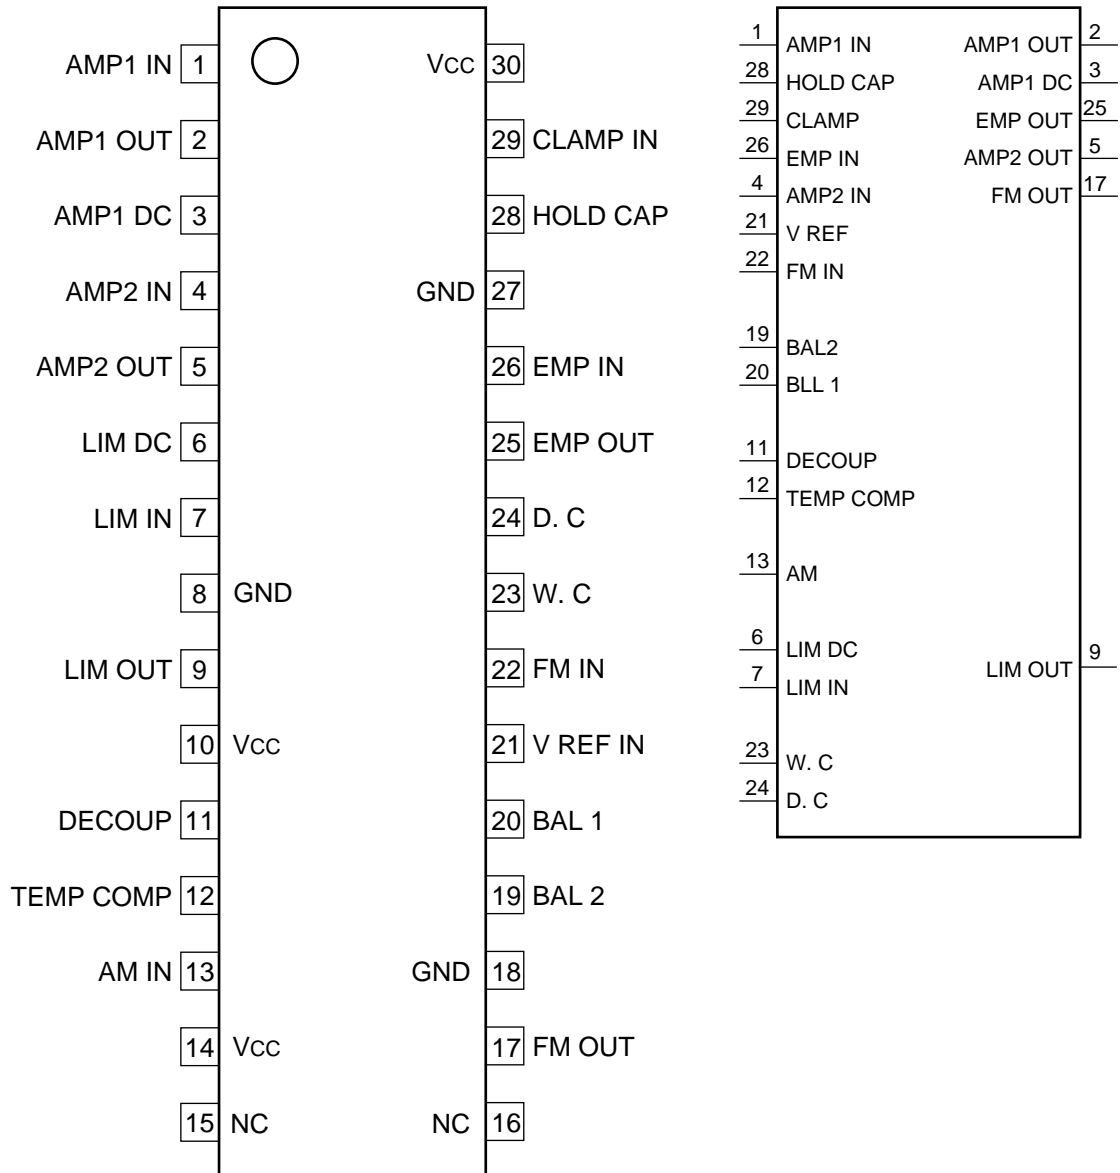 AMP1 IN 1 VCC 30
AMP1 OUT 2 29 CLAMP IN
AMP1 DC 3 28 HOLD CAP
AMP2 IN 4 GND 27
AMP2 OUT 5 26 EMP IN
LIM DC 6 25 EMP OUT
LIM IN 7 24 D. C
8 GND 23 W. C
LIM OUT 9 22 FM IN
10 VCC 21 V REF IN
DECOUP 11 20 BAL 1
TEMP COMP 12 19 BAL 2
AM IN 13 GND 18
14 VCC 17 FM OUT
15 NC NC 16
1 AMP1 IN AMP1 OUT 2
28 HOLD CAP AMP1 DC 3
29 CLAMP EMP OUT 25
26 EMP IN AMP2 OUT 5
4 AMP2 IN FM OUT 17
21 V REF
22 FM IN
19 BAL2
20 BLL 1
11 DECOUP
12 TEMP COMP
13 AM
6 LIM DC LIM OUT 9
7 LIM IN
23 W. C
24 D. C